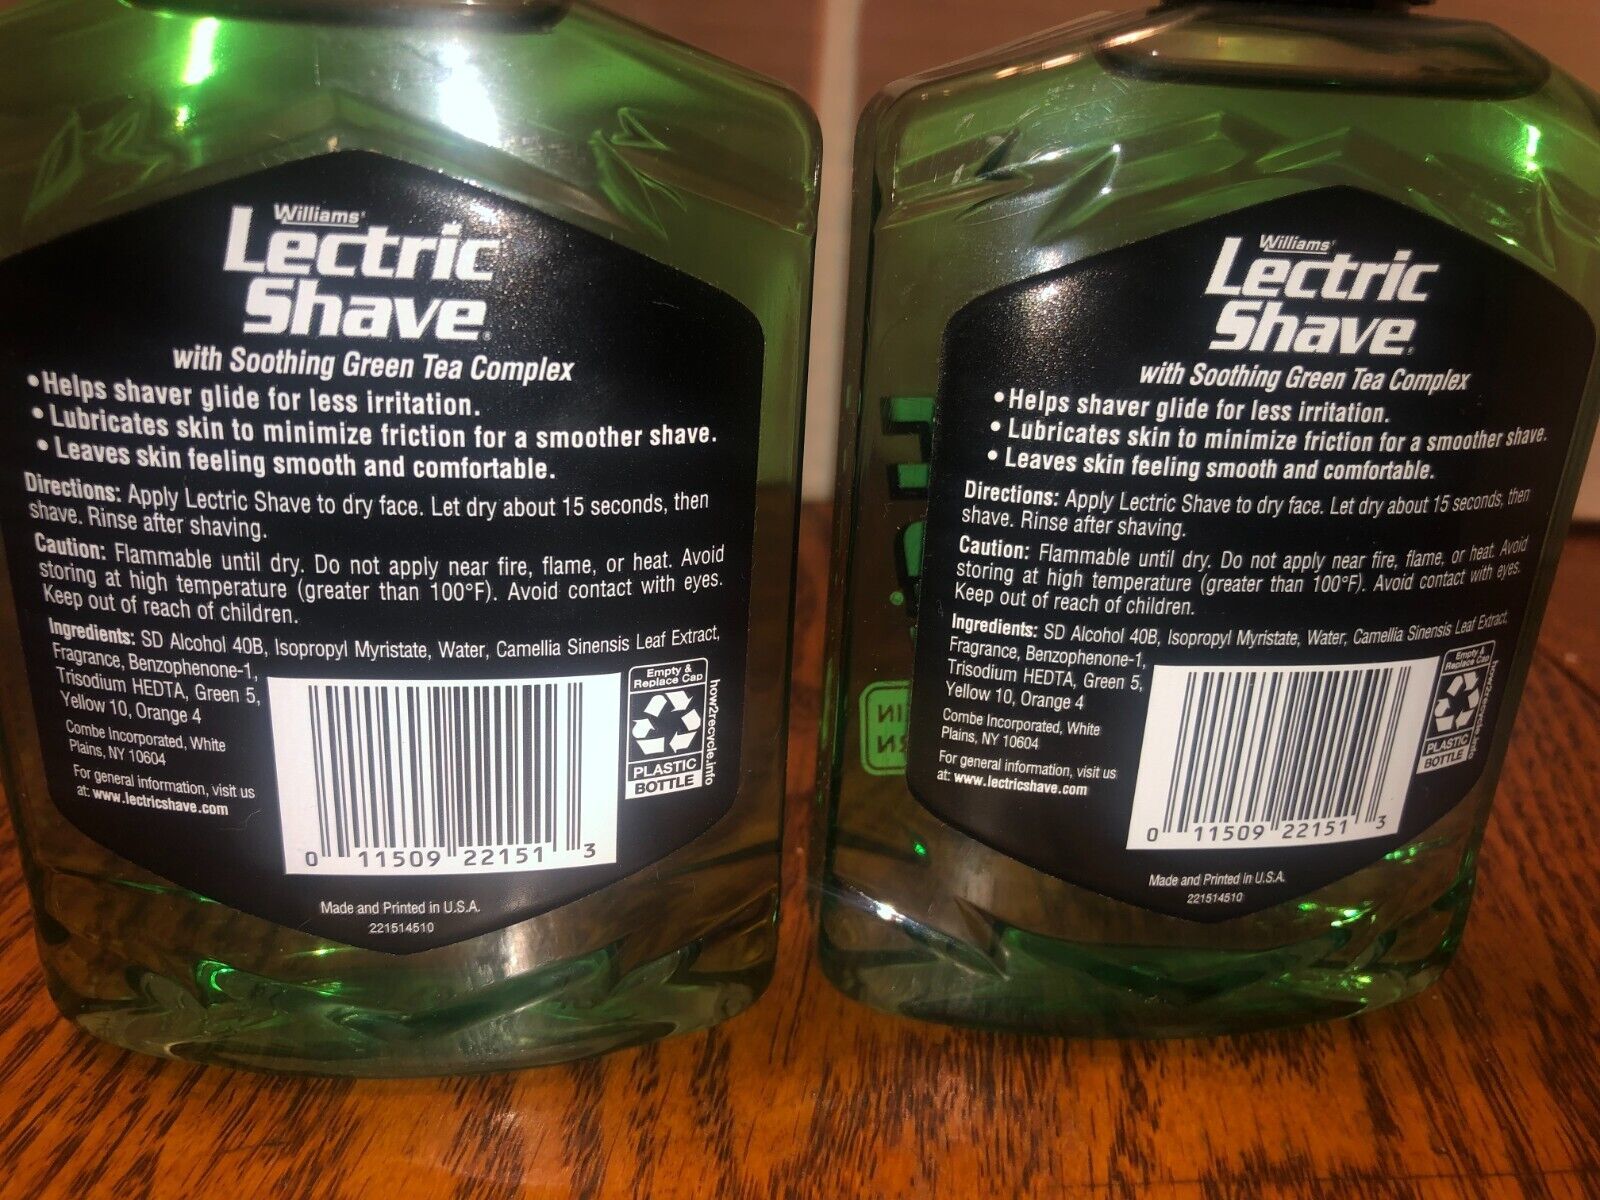 Williams'
Lectric
Shave®
with Soothing Green Tea Complex
• Helps shaver glide for less irritation.
• Lubricates skin to minimize friction for a smoother shave.
• Leaves skin feeling smooth and comfortable.
Directions: Apply Lectric Shave to dry face. Let dry about 15 seconds, then
shave. Rinse after shaving.
Caution: Flammable until dry. Do not apply near fire, flame, or heat. Avoid
storing at high temperature (greater than 100°F). Avoid contact with eyes.
Keep out of reach of children.
Ingredients: SD Alcohol 40B, Isopropyl Myristate, Water, Camellia Sinensis Leaf Extract,
Fragrance, Benzophenone-1,
Trisodium HEDTA, Green 5,
Yellow 10, Orange 4
Combe Incorporated, White
Plains, NY 10604
For general information, visit us
at: www.lectricshave.com
0 11509 22151 3
Empty &
Replace Cap
PLASTIC
BOTTLE
how2recycle.info
Made and Printed in U.S.A.
221514510
Williams'
Lectric
Shave®
with Soothing Green Tea Complex
• Helps shaver glide for less irritation.
• Lubricates skin to minimize friction for a smoother shave.
• Leaves skin feeling smooth and comfortable.
Directions: Apply Lectric Shave to dry face. Let dry about 15 seconds, then
shave. Rinse after shaving.
Caution: Flammable until dry. Do not apply near fire, flame, or heat. Avoid
storing at high temperature (greater than 100°F). Avoid contact with eyes.
Keep out of reach of children.
Ingredients: SD Alcohol 40B, Isopropyl Myristate, Water, Camellia Sinensis Leaf Extract,
Fragrance, Benzophenone-1,
Trisodium HEDTA, Green 5,
Yellow 10, Orange 4
Combe Incorporated, White
Plains, NY 10604
For general information, visit us
at: www.lectricshave.com
0 11509 22151 3
Empty &
Replace Cap
PLASTIC
BOTTLE
how2recycle.info
Made and Printed in U.S.A.
221514510